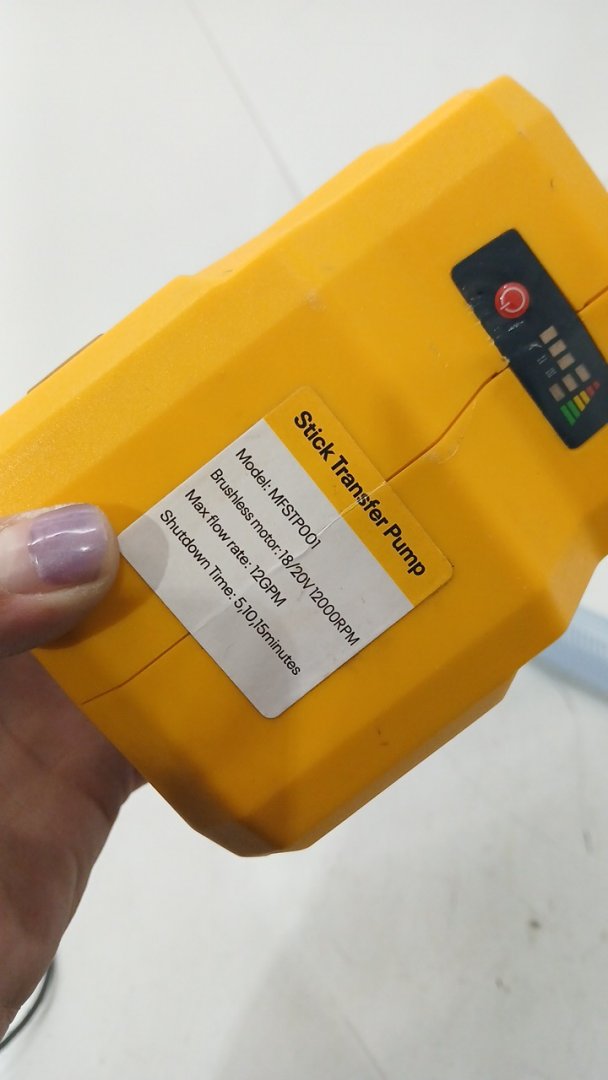 Stick Transfer Pump
Model: MFSTP001
Brushless motor: 18/20V 12000RPM
Max flow rate: 12GPM
Shutdown Time: 5,10,15minutes